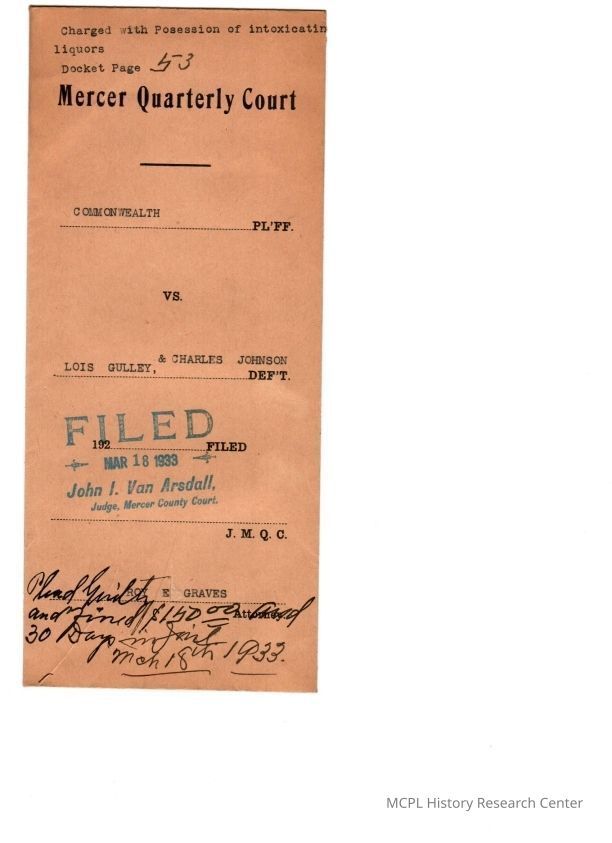 Charged with Posession of intoxicatin
liquors
Docket Page 53
Mercer Quarterly Court
COMMONWEALTH
PL'FF.
VS.
LOIS GULLEY, & CHARLES JOHNSON
DEF'T.
FILED
192 FILED
MAR 18 1933
John I. Van Arsdall,
Judge, Mercer County Court.
J. M. Q. C.
ROY E GRAVES
Attorney
Plead Guilty
and fined $150.00 and
30 Days in Jail
Mch 18th 1933.
MCPL History Research Center